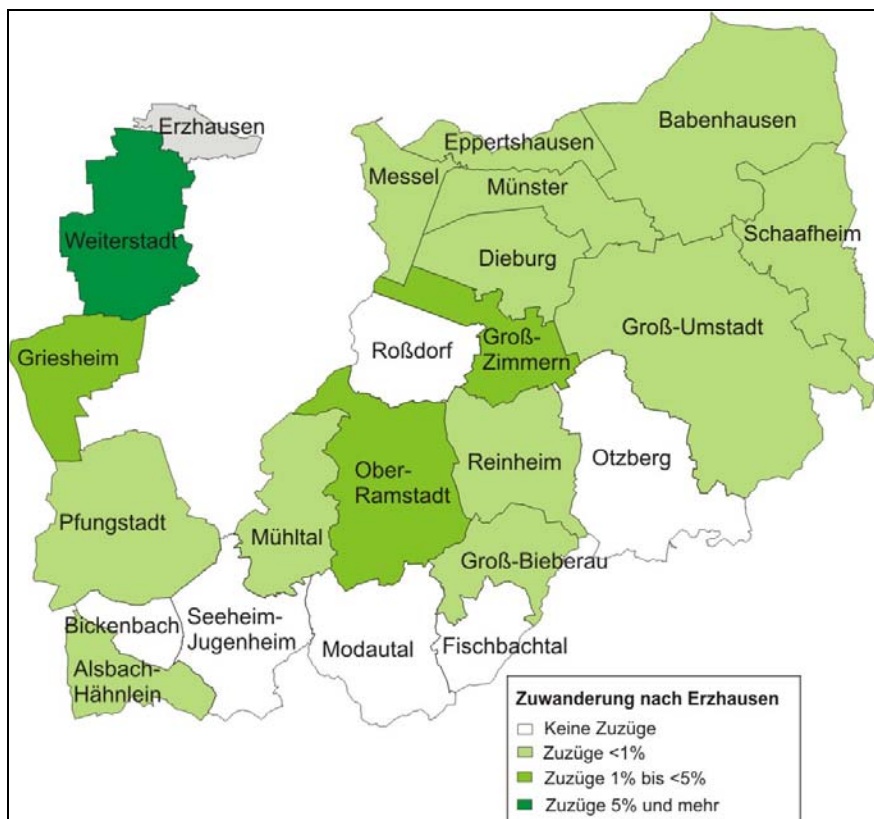 Erzhausen
Babenhausen
Eppertshausen
Messel
Münster
Weiterstadt
Schaafheim
Dieburg
Groß-Umstadt
Griesheim
Roßdorf
Groß-
Zimmern
Ober-
Ramstadt
Reinheim
Otzberg
Pfungstadt
Mühltal
Groß-Bieberau
Bickenbach
Seeheim-
Jugenheim
Modautal
Fischbachtal
Alsbach-
Hähnlein
Zuwanderung nach Erzhausen
Keine Zuzüge
Zuzüge <1%
Zuzüge 1% bis <5%
Zuzüge 5% und mehr